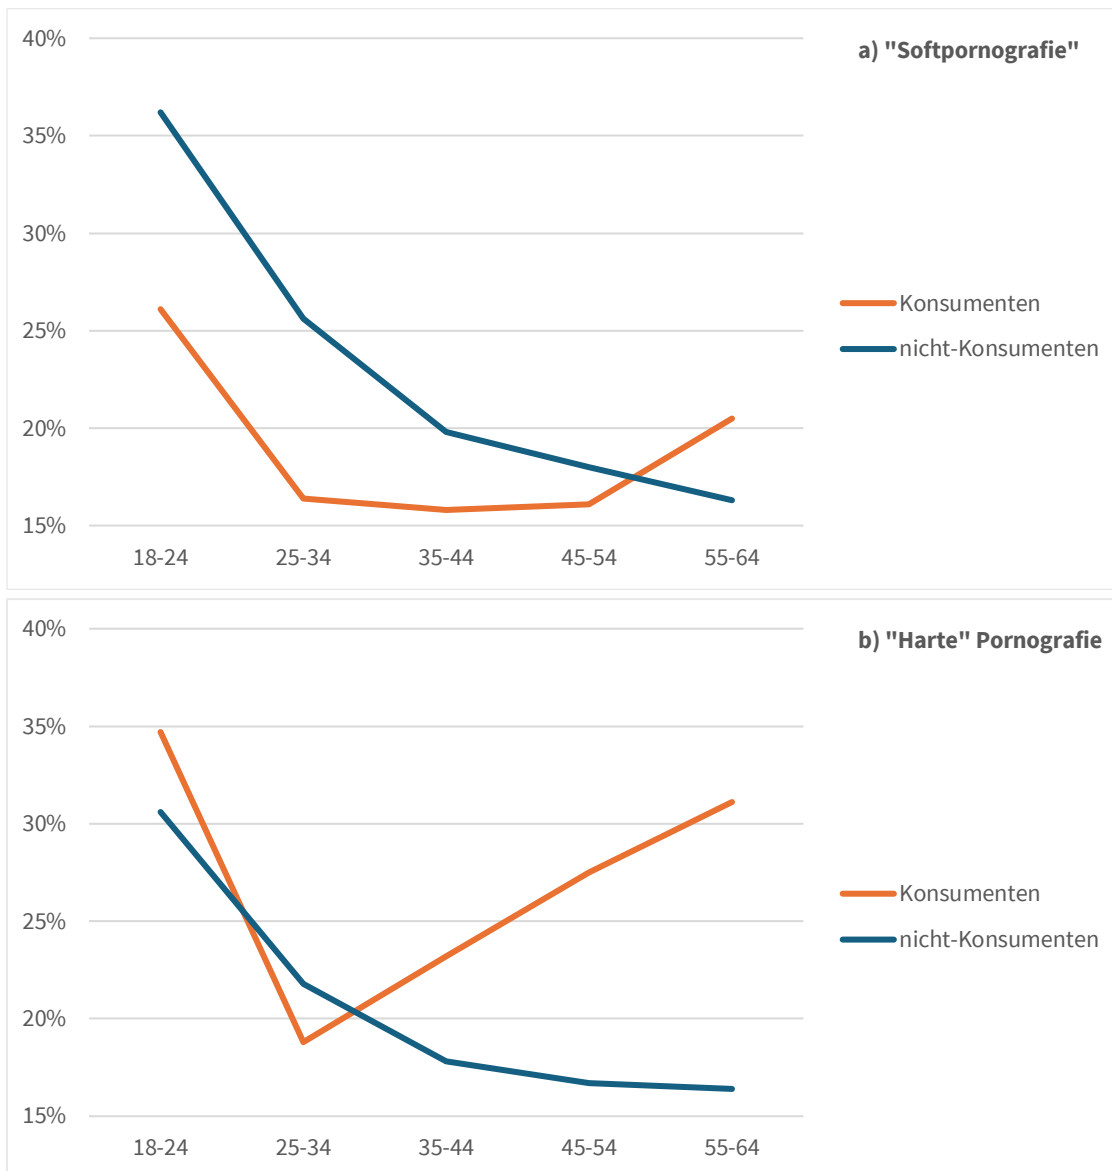 a) "Softpornografie"
40%
35%
30%
25%
20%
15%
18-24 25-34 35-44 45-54 55-64
Konsumenten
nicht-Konsumenten
b) "Harte" Pornografie
40%
35%
30%
25%
20%
15%
18-24 25-34 35-44 45-54 55-64
Konsumenten
nicht-Konsumenten